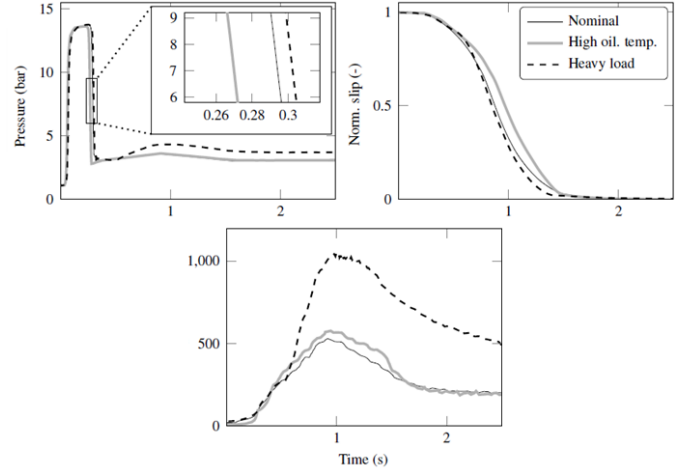 15
10
5
0
Pressure (bar)
9
8
7
6
0.26 0.28 0.3
1 2
1
0.5
0
Norm. slip (-)
Nominal
High oil. temp.
Heavy load
1 2
1,000
500
0
1 2
Time (s)